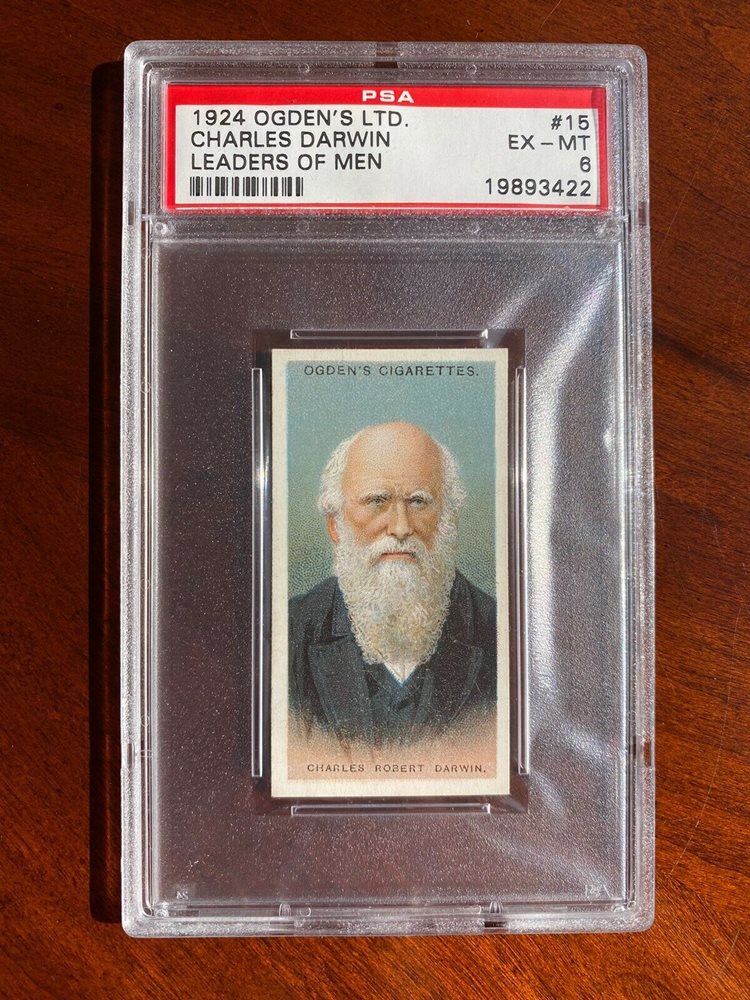 PSA
1924 OGDEN'S LTD. #15
CHARLES DARWIN EX - MT
LEADERS OF MEN 6
19893422
OGDEN'S CIGARETTES.
CHARLES ROBERT DARWIN.